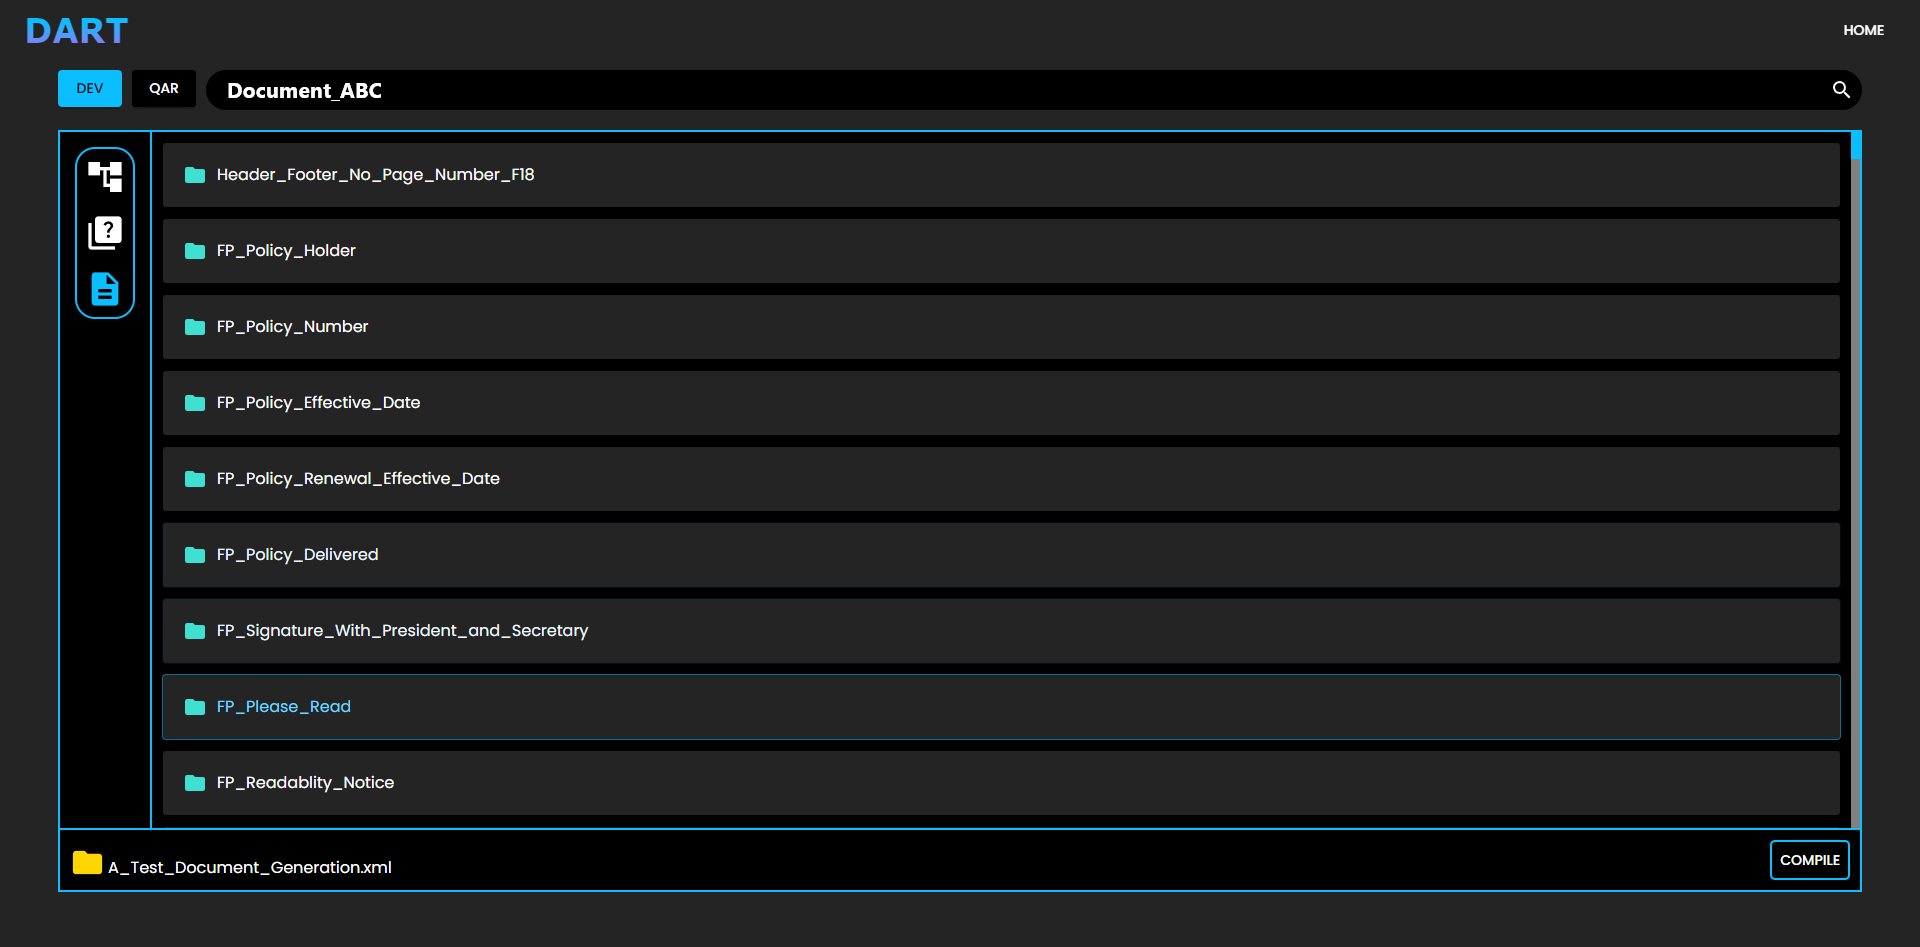 DART
HOME
DEV
QAR
Document_ABC
Header_Footer_No_Page_Number_F18
?
FP_Policy_Holder
FP_Policy_Number
FP_Policy_Effective_Date
FP_Policy_Renewal_Effective_Date
FP_Policy_Delivered
FP_Signature_With_President_and_Secretary
FP_Please_Read
FP_Readablity_Notice
A_Test_Document_Generation.xml
COMPILE